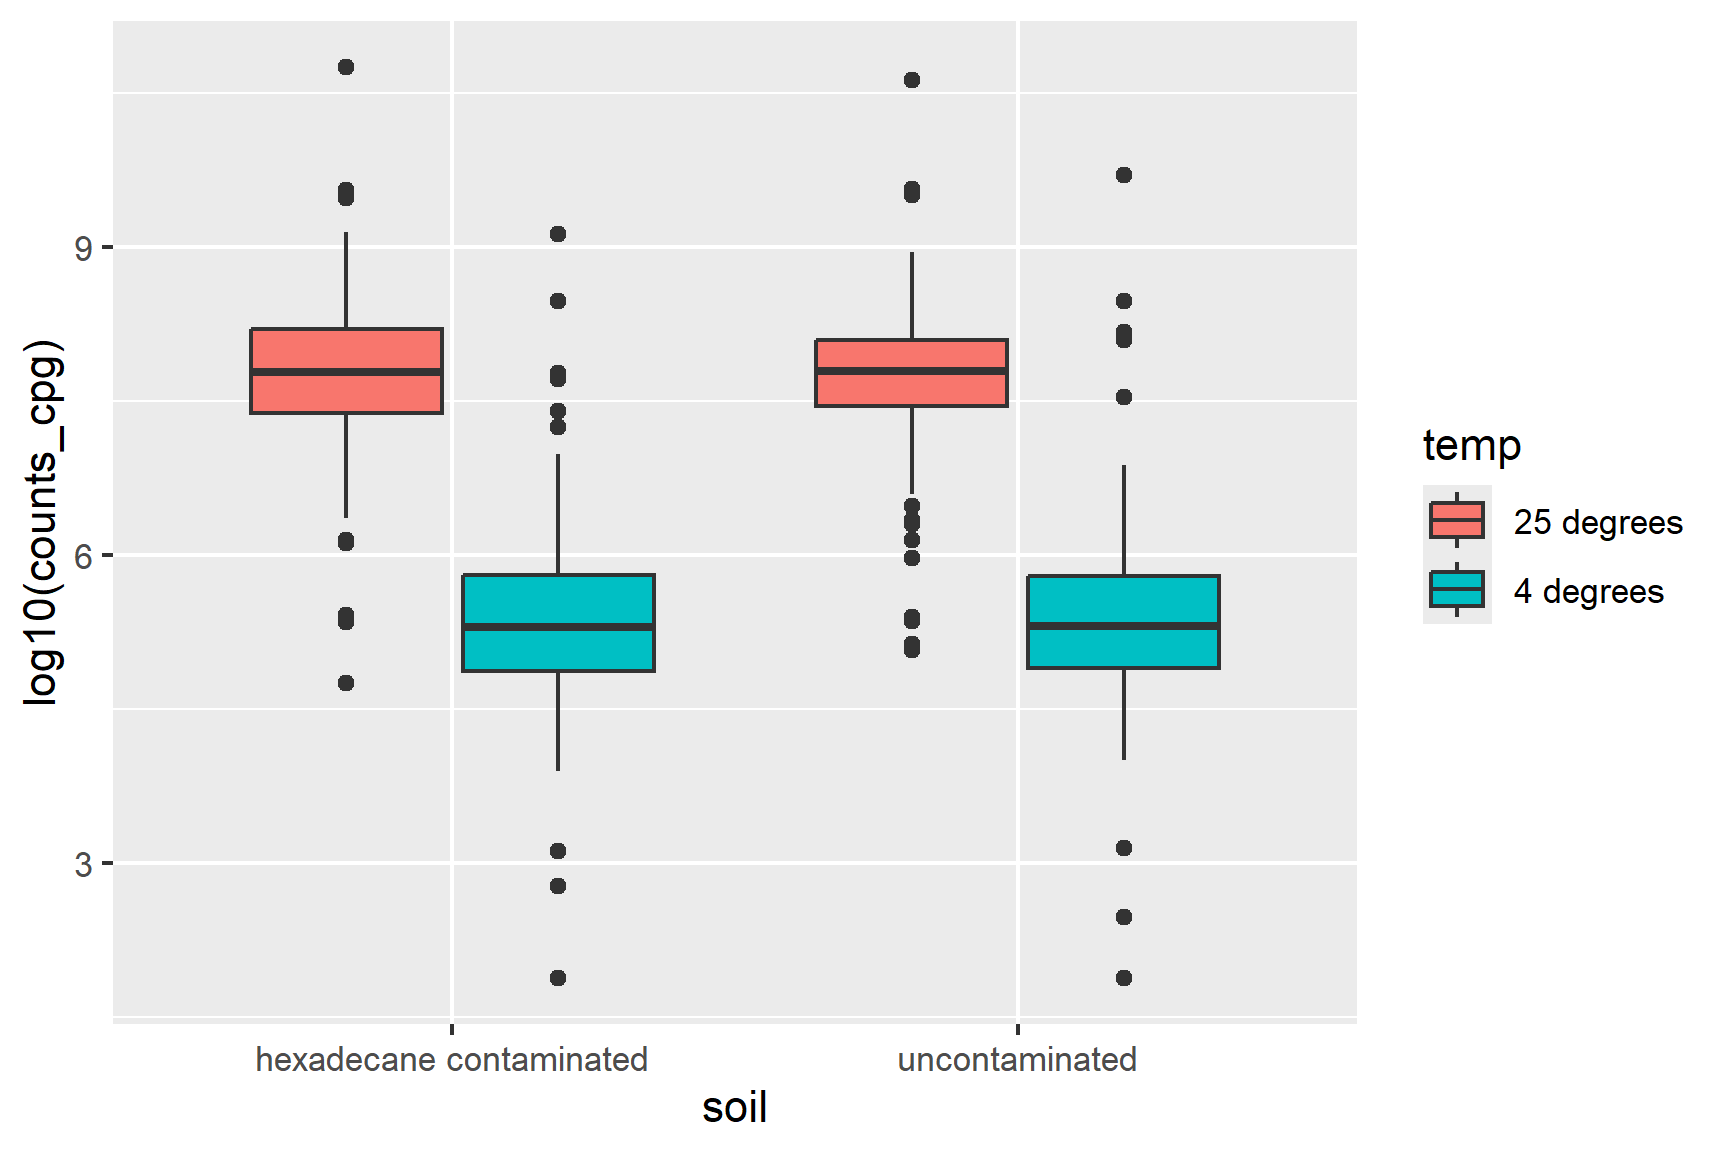 log10(counts_cpg)
9
6
3
hexadecane contaminated
uncontaminated
soil
temp
25 degrees
4 degrees